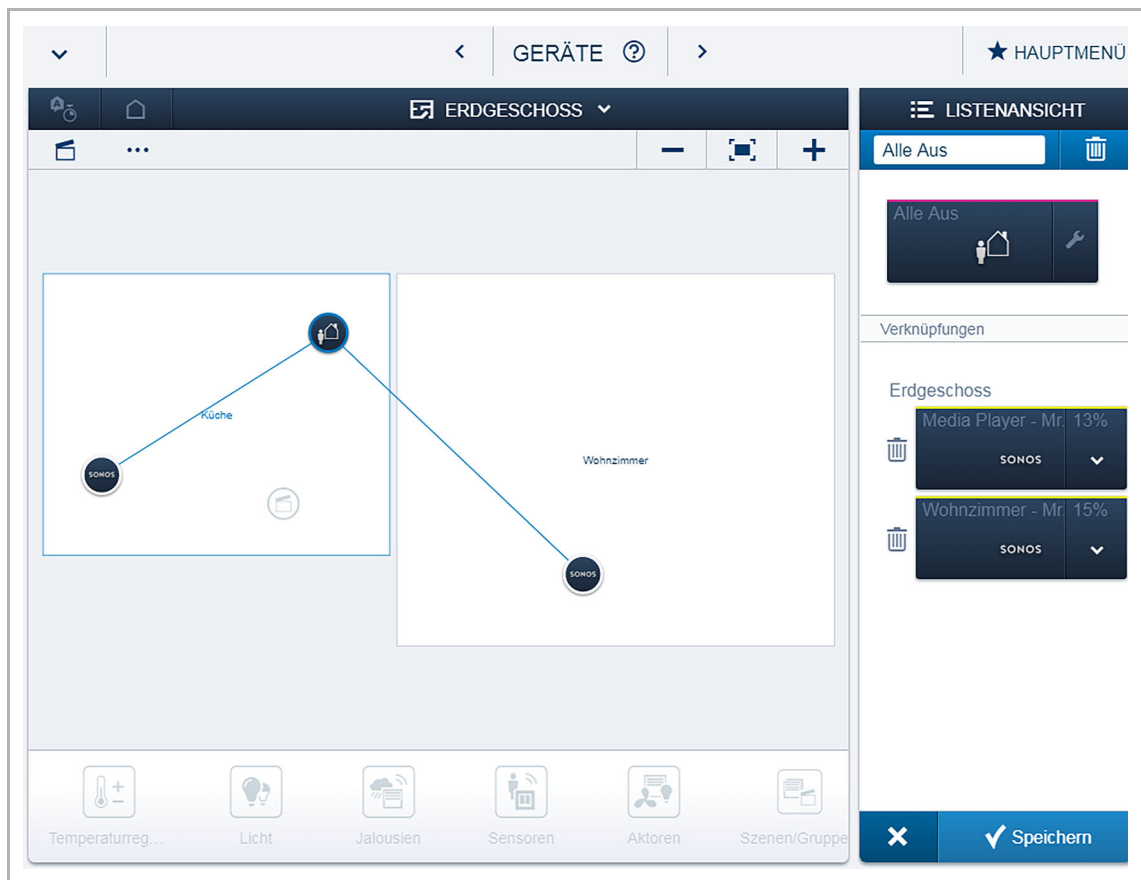 GERÄTE ?
HAUPTMENÜ
ERDGESCHOSS
LISTENANSICHT
Alle Aus
Alle Aus
Verknüpfungen
Küche
SONOS
Wohnzimmer
SONOS
Erdgeschoss
Media Player - Mr. 13%
SONOS
Wohnzimmer - Mr. 15%
SONOS
Temperaturreg...
Licht
Jalousien
Sensoren
Aktoren
Szenen/Gruppe
Speichern